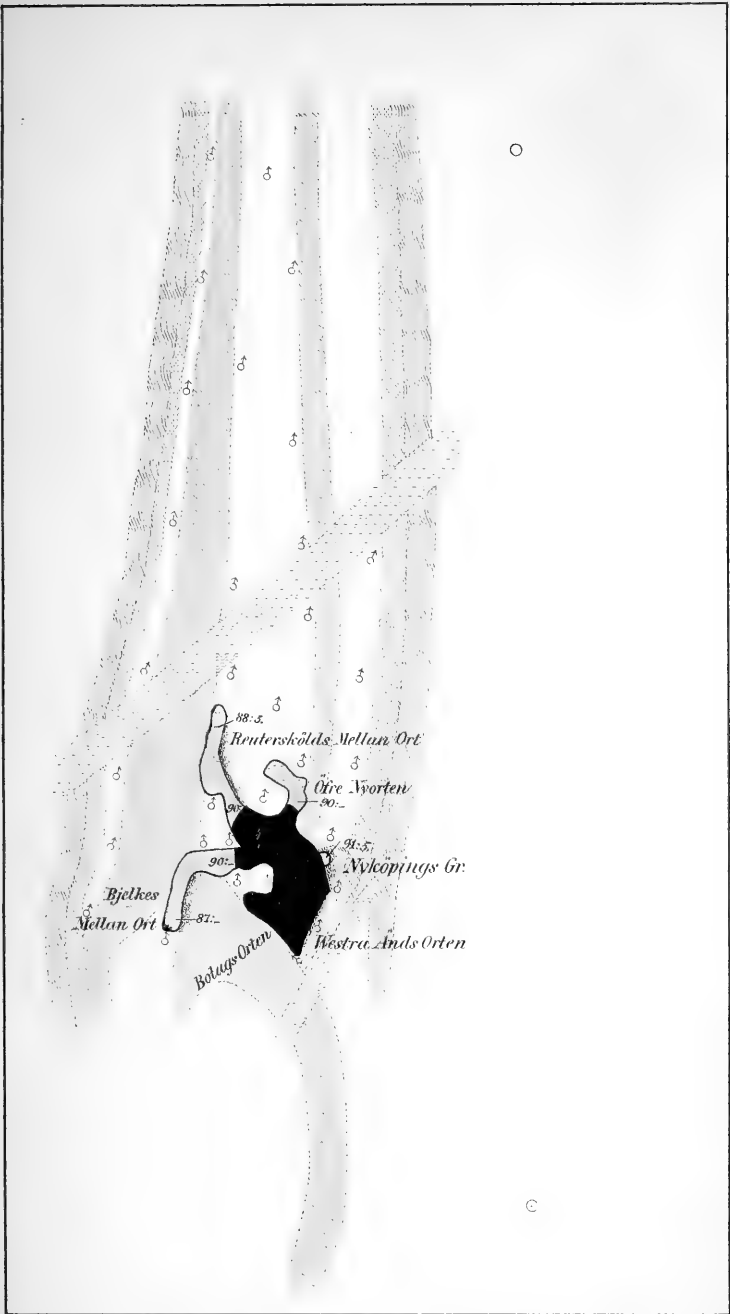 88:5.
Reuterskölds Mellan Ort
Öfre Nyorten
90:_
90:
91:5.
Nyköpings Gr.
90:_
Bjelkes
Mellan Ort
87:_
Botags Orten
Westra Ands Orten